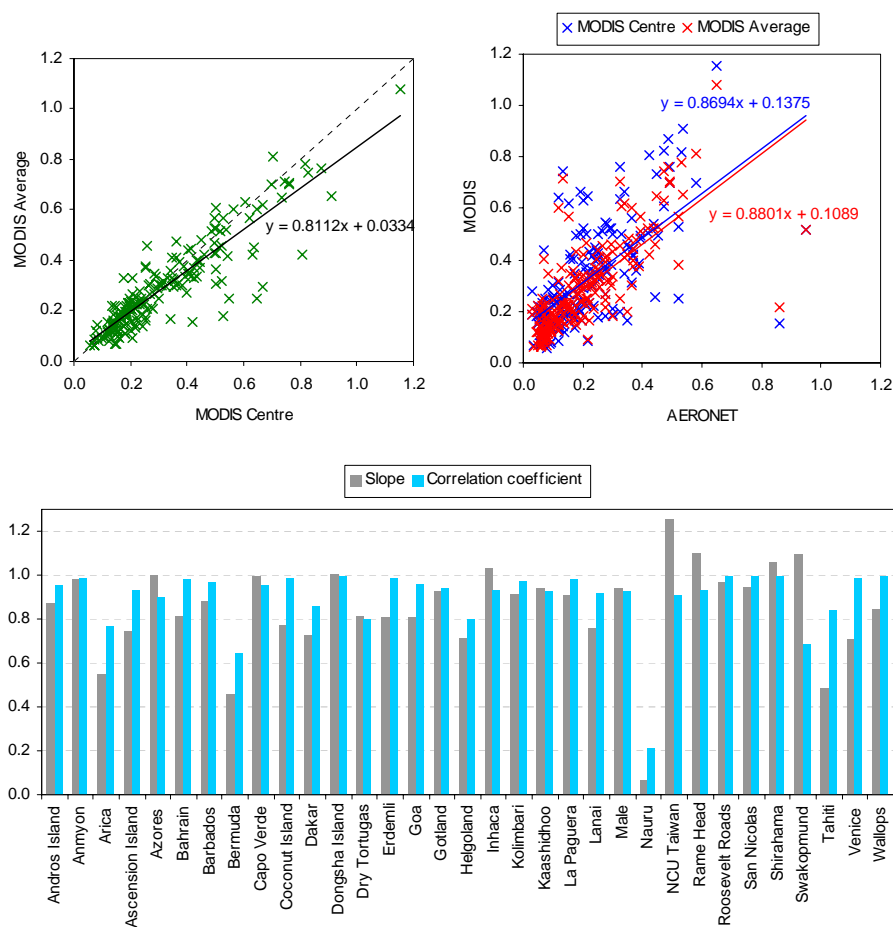 MODIS Centre MODIS Average
1.2
1.0
0.8
0.6
0.4
0.2
0.0
MODIS Average
y = 0.8112x + 0.0334
0.0 0.2 0.4 0.6 0.8 1.0 1.2
MODIS Centre
1.2
1.0
0.8
0.6
0.4
0.2
0.0
MODIS
y = 0.8694x + 0.1375
y = 0.8801x + 0.1089
0.0 0.2 0.4 0.6 0.8 1.0 1.2
AERONET
Slope Correlation coefficient
1.2
1.0
0.8
0.6
0.4
0.2
0.0
Andros Island
Anmyon
Arica
Ascension Island
Azores
Bahrain
Barbados
Bermuda
Capo Verde
Coconut Island
Dakar
Dongsha Island
Dry Tortugas
Erdemli
Goa
Gotland
Helgoland
Inhaca
Kolimbari
Kaashidhoo
La Paguera
Lanai
Male
Nauru
NCU Taiwan
Rame Head
Roosevelt Roads
San Nicolas
Shirahama
Swakopmund
Tahiti
Venice
Wallops